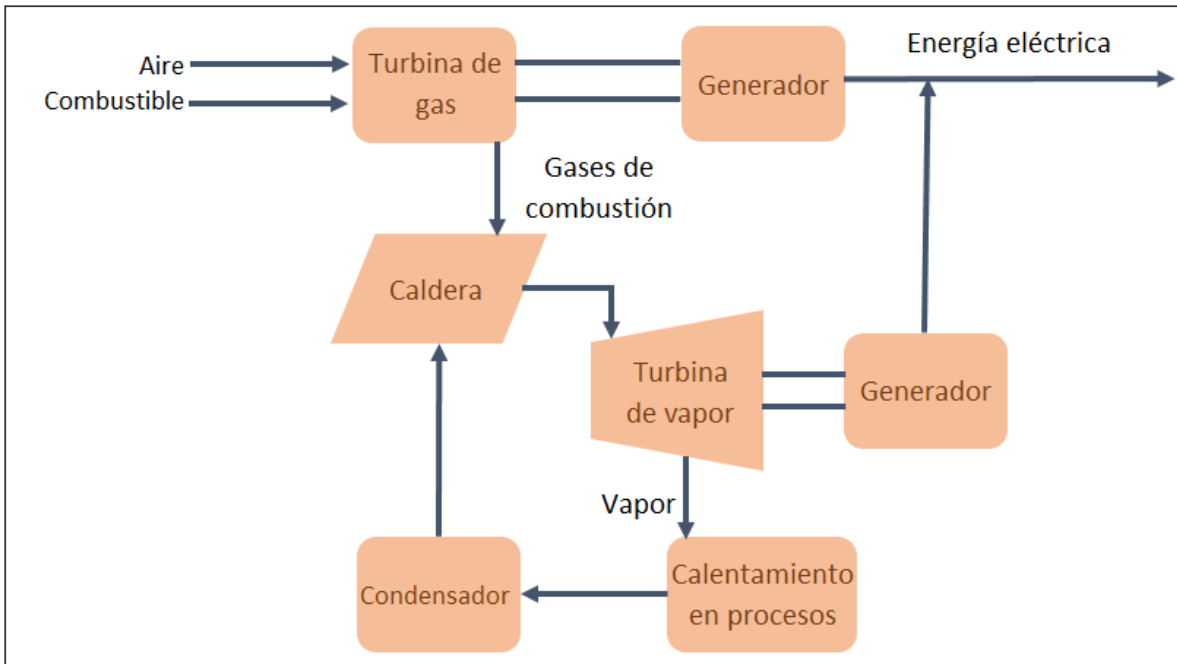 Energía eléctrica
Aire
Combustible
Turbina de
gas
Generador
Gases de
combustión
Caldera
Turbina
de vapor
Generador
Vapor
Condensador
Calentamiento
en procesos